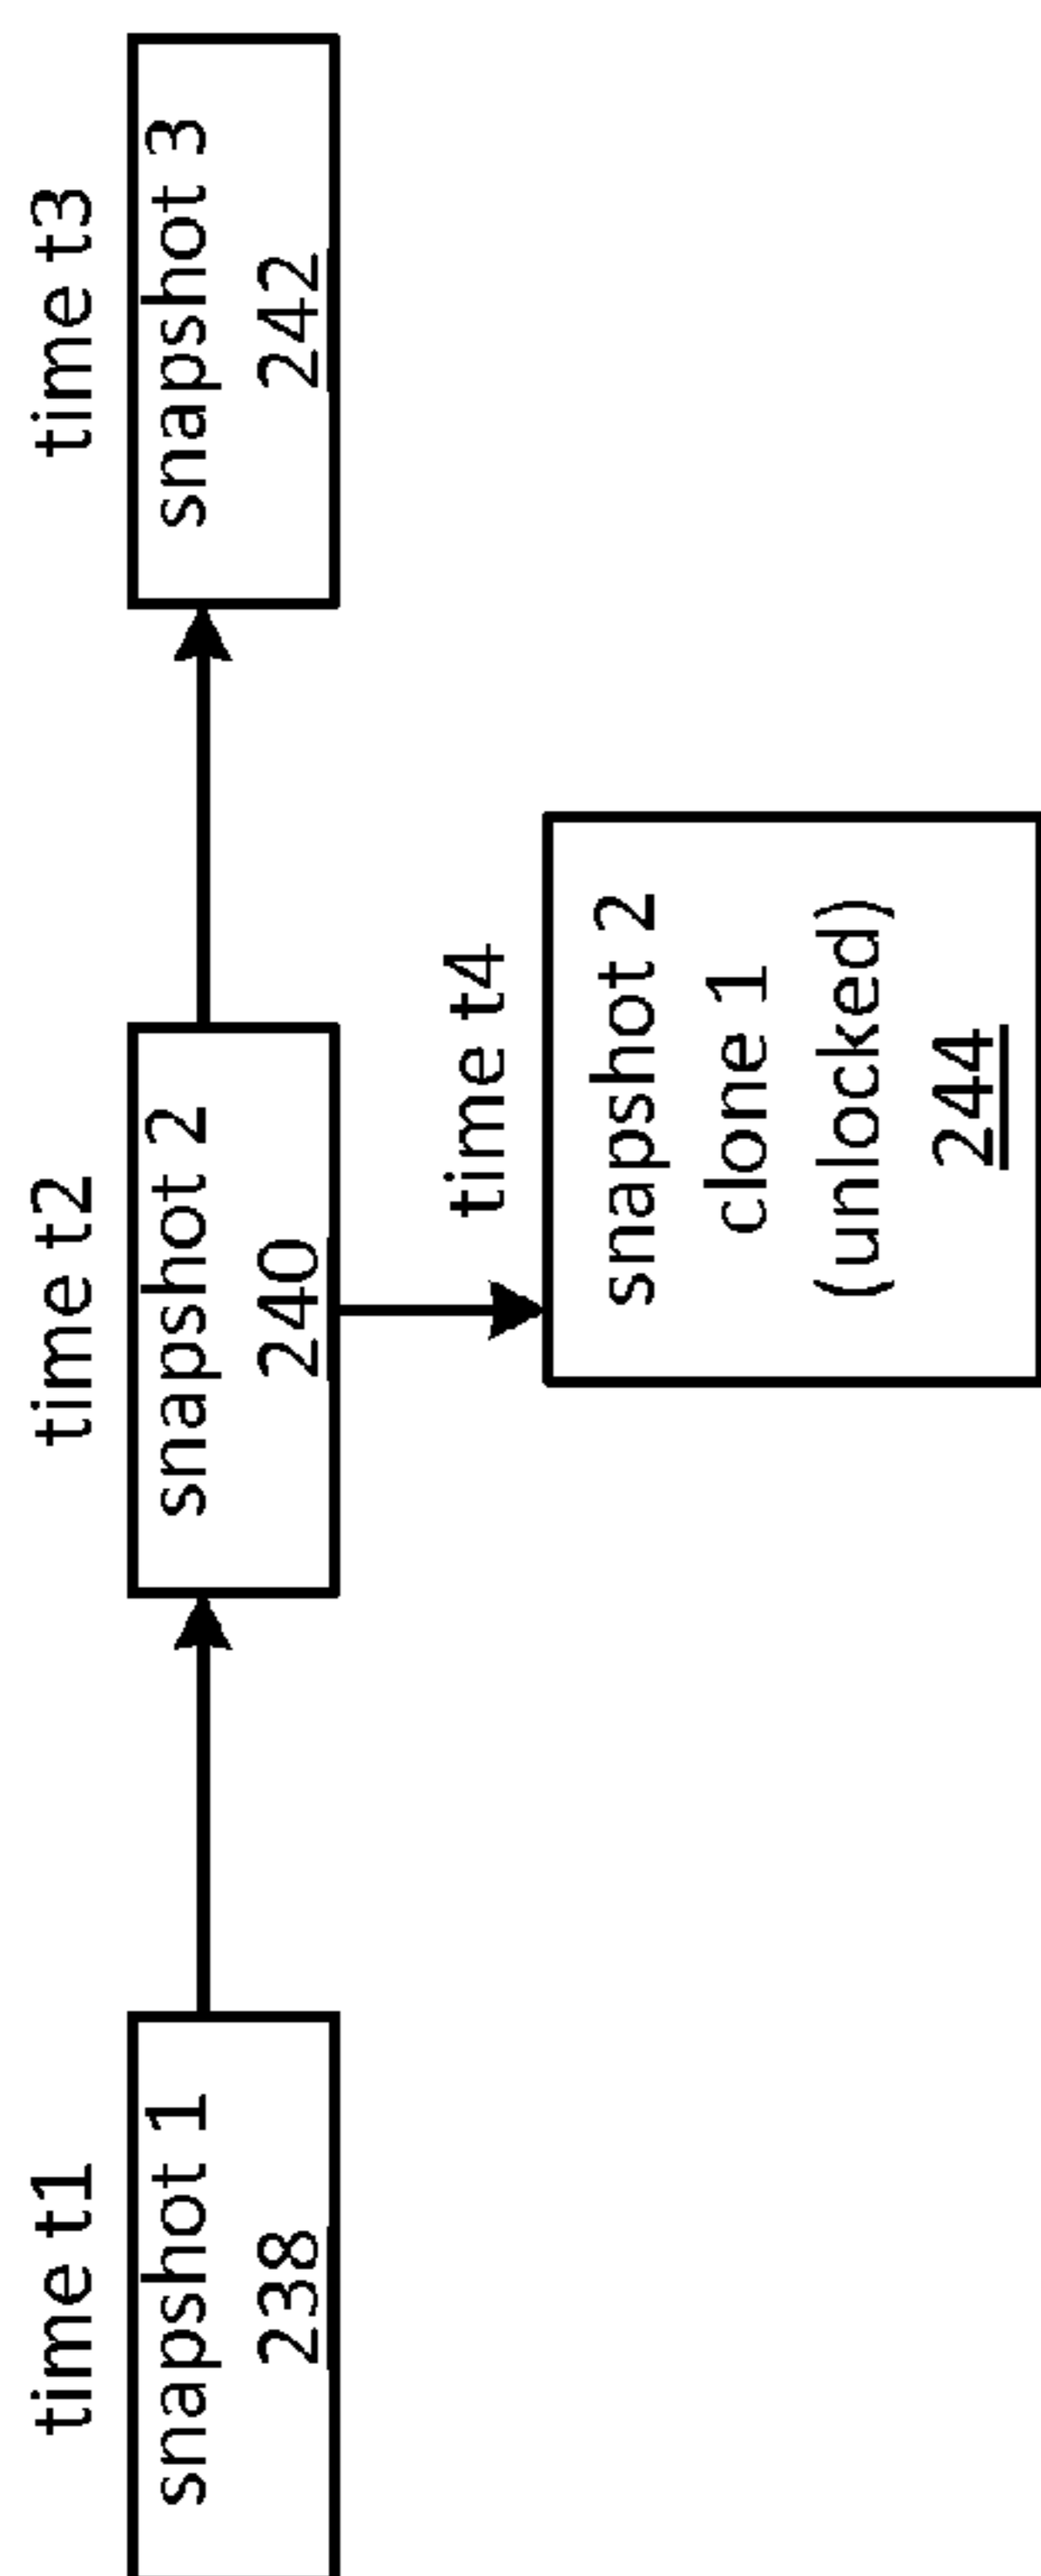 time t1
snapshot 1
238
time t2
snapshot 2
240
time t3
snapshot 3
242
time t4
snapshot 2
clone 1
(unlocked)
244